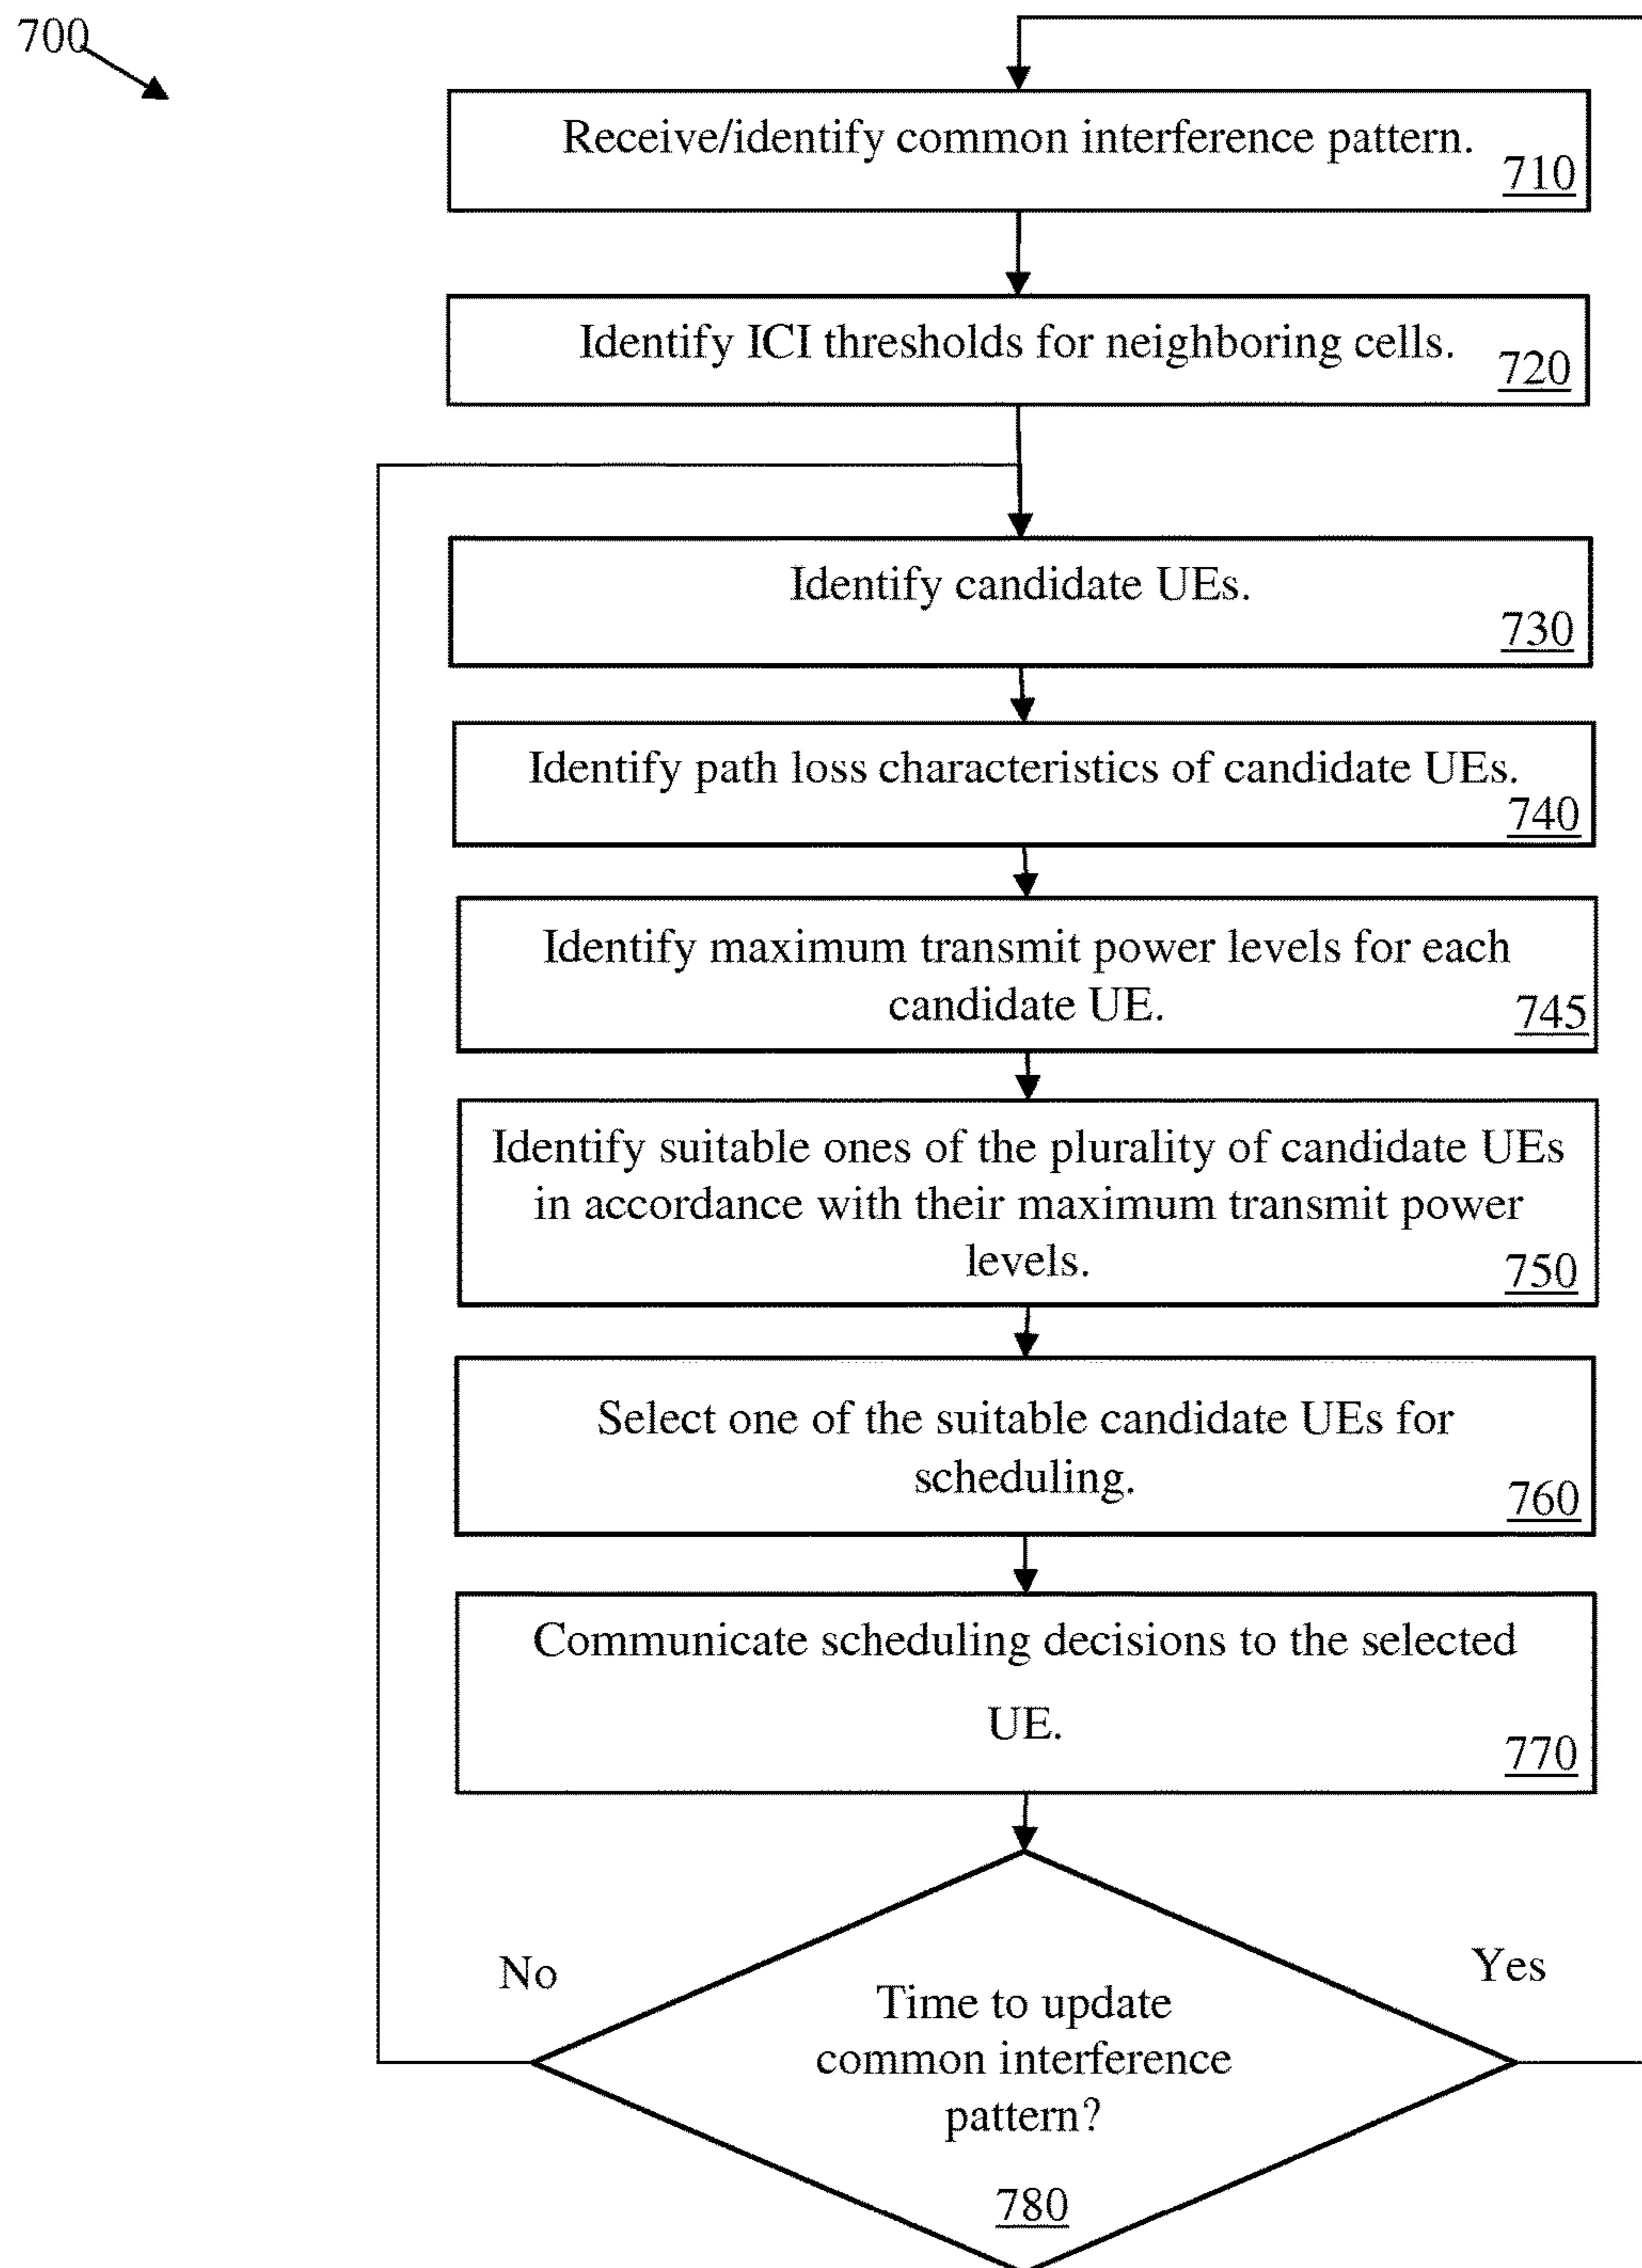 700
Receive/identify common interference pattern.
710
Identify ICI thresholds for neighboring cells.
720
Identify candidate UEs.
730
Identify path loss characteristics of candidate UEs.
740
Identify maximum transmit power levels for each
candidate UE.
745
Identify suitable ones of the plurality of candidate UEs
in accordance with their maximum transmit power
levels.
750
Select one of the suitable candidate UEs for
scheduling.
760
Communicate scheduling decisions to the selected
UE.
770
No
Yes
Time to update
common interference
pattern?
780